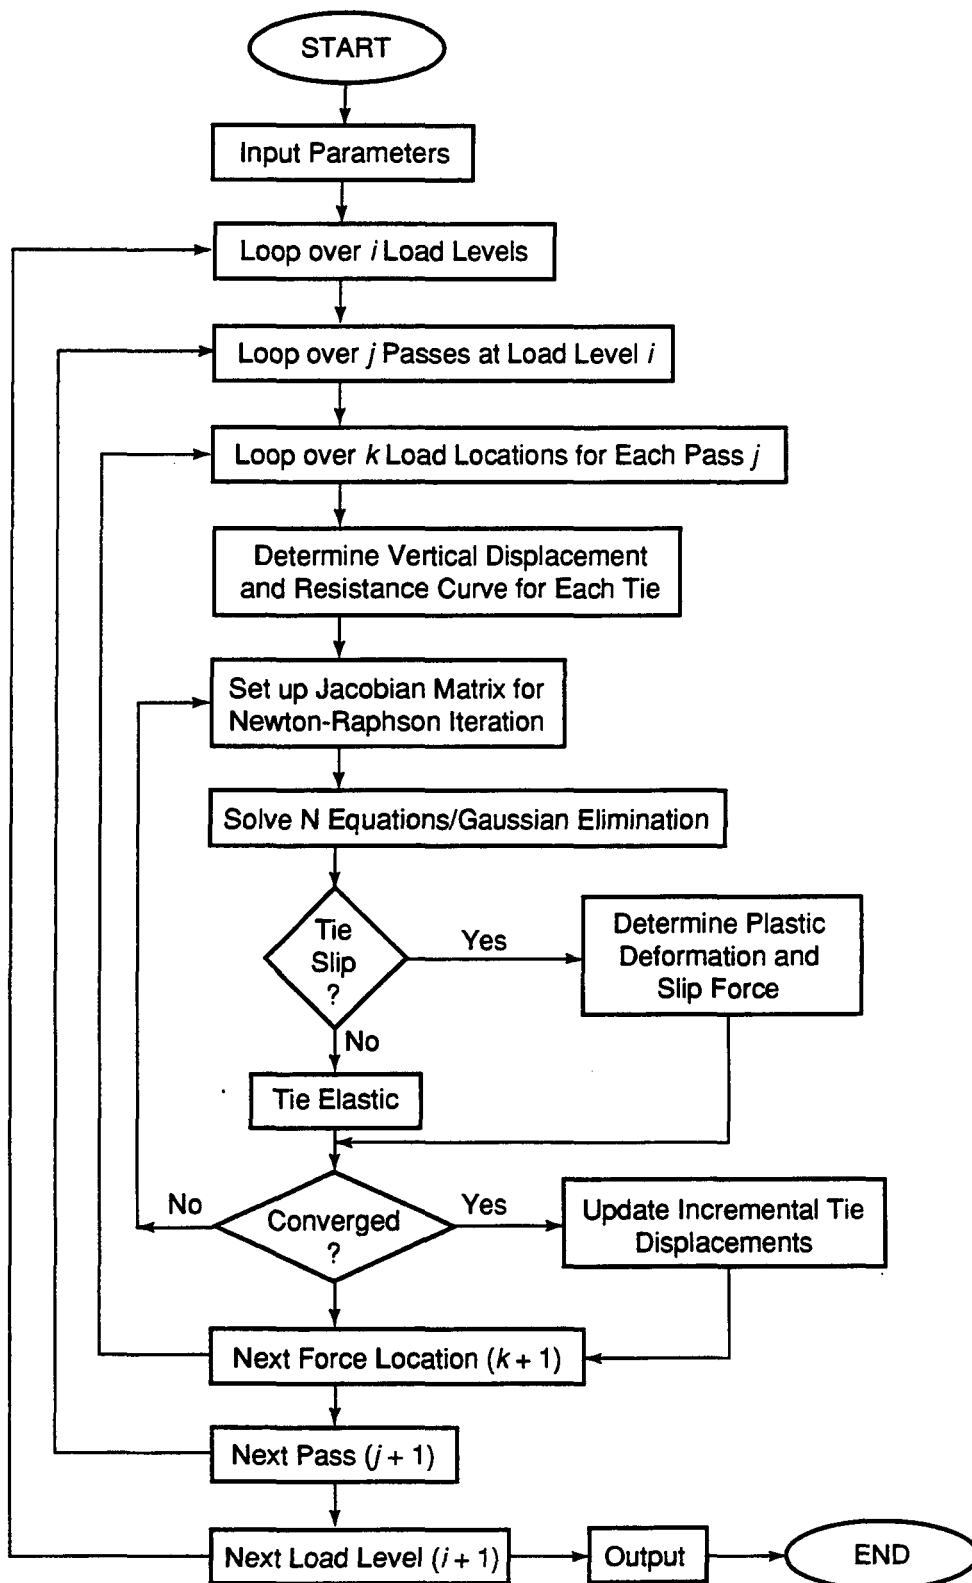 START
Input Parameters
Loop over i Load Levels
Loop over j Passes at Load Level i
Loop over k Load Locations for Each Pass j
Determine Vertical Displacement
and Resistance Curve for Each Tie
Set up Jacobian Matrix for
Newton-Raphson Iteration
Solve N Equations/Gaussian Elimination
Tie
Slip
?
Yes
Determine Plastic
Deformation and
Slip Force
No
Tie Elastic
No
Converged
?
Yes
Update Incremental Tie
Displacements
Next Force Location (k + 1)
Next Pass (j + 1)
Next Load Level (i + 1)
Output
END